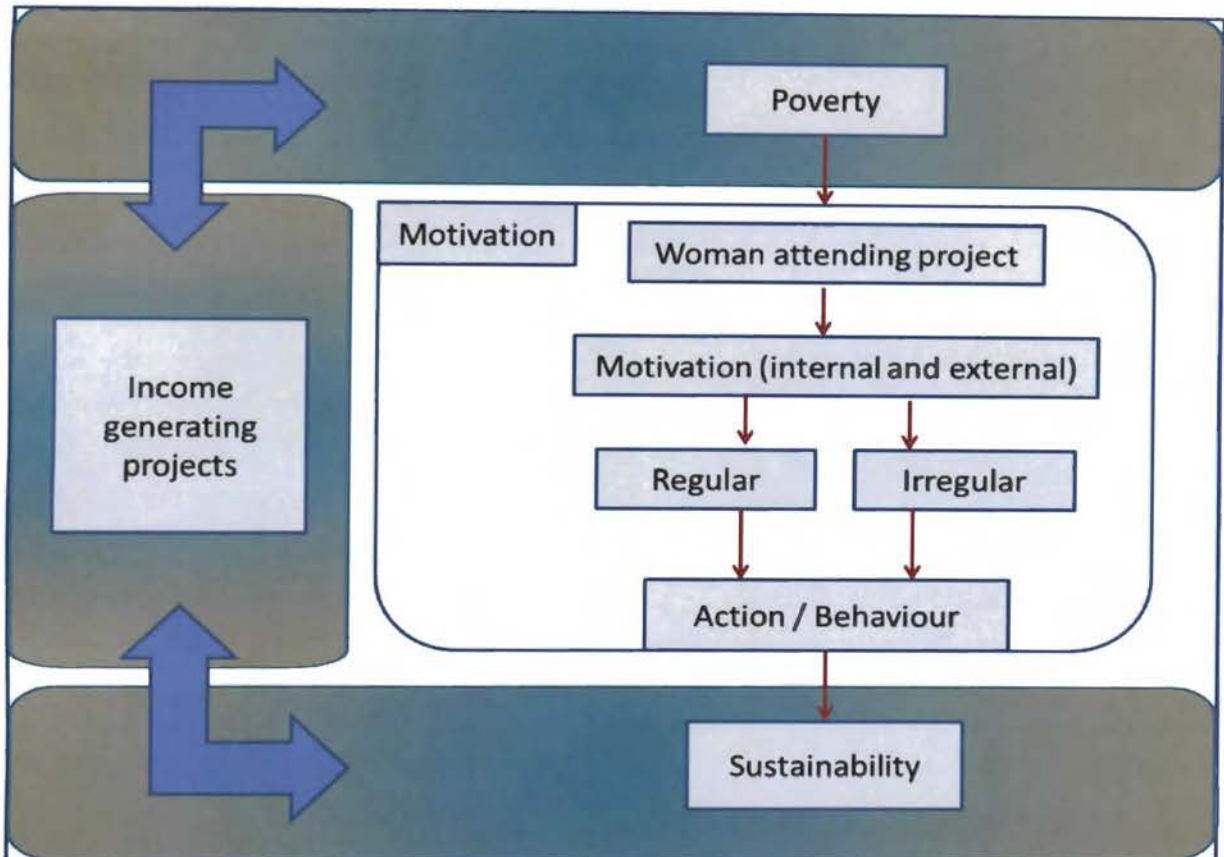 Poverty
Motivation
Woman attending project
Motivation (internal and external)
Regular
Irregular
Action / Behaviour
Income
generating
projects
Sustainability